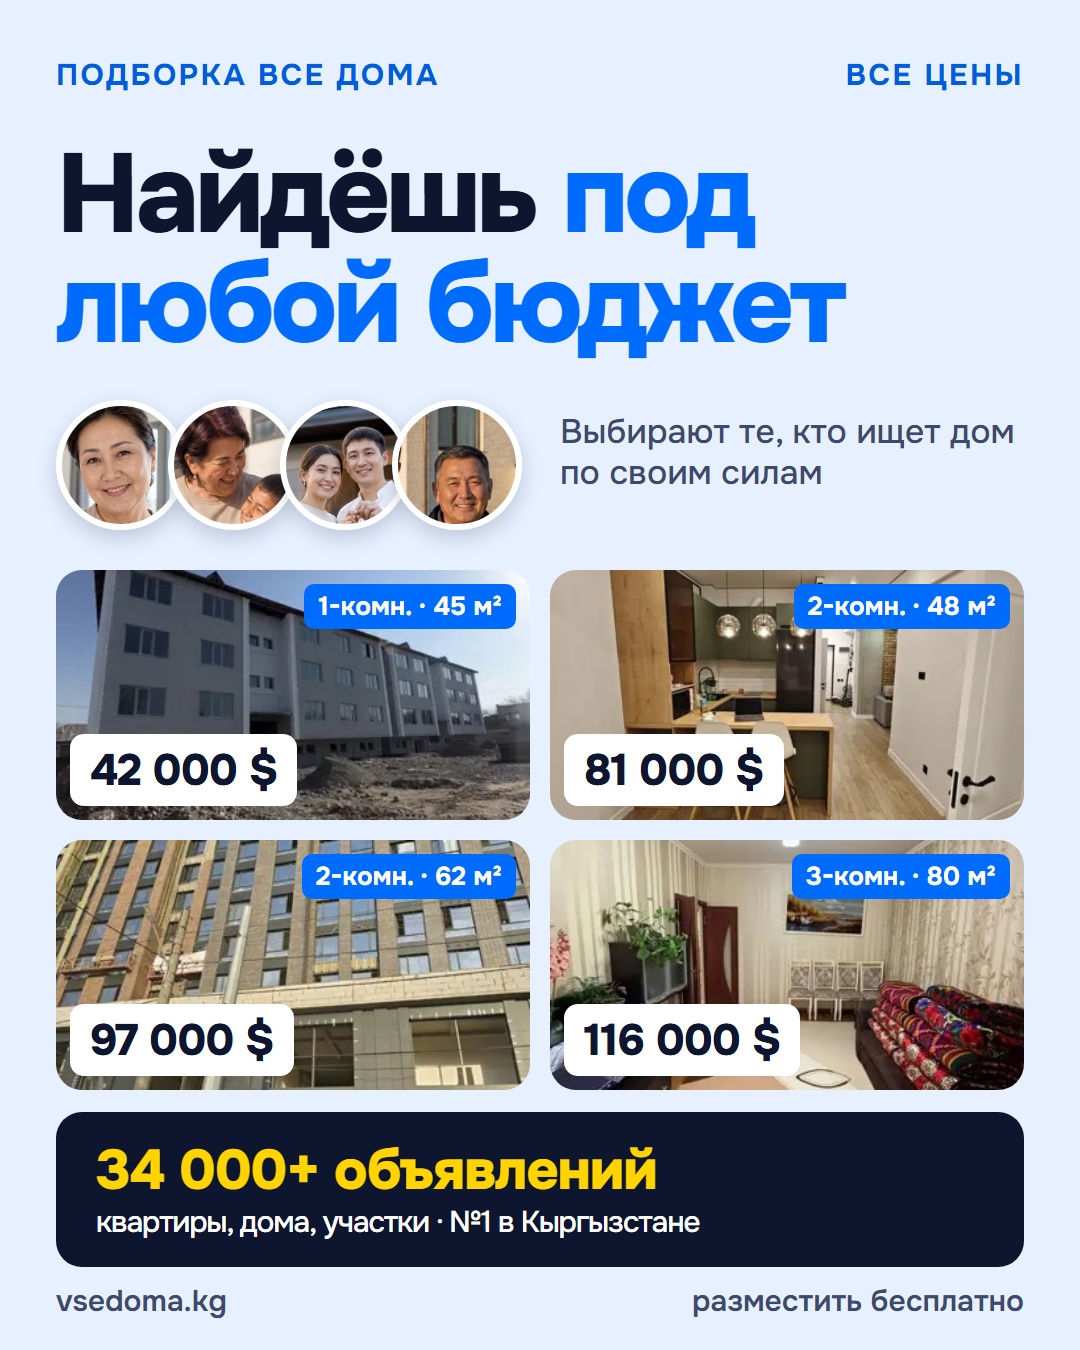 ПОДБОРКА ВСЕ ДОМА
ВСЕ ЦЕНЫ
Найдёшь под
любой бюджет
Выбирают те, кто ищет дом
по своим силам
1-комн. · 45 м²
42 000 $
2-комн. · 48 м²
81 000 $
2-комн. · 62 м²
97 000 $
3-комн. · 80 м²
116 000 $
34 000+ объявлений
квартиры, дома, участки · №1 в Кыргызстане
vsedoma.kg
разместить бесплатно